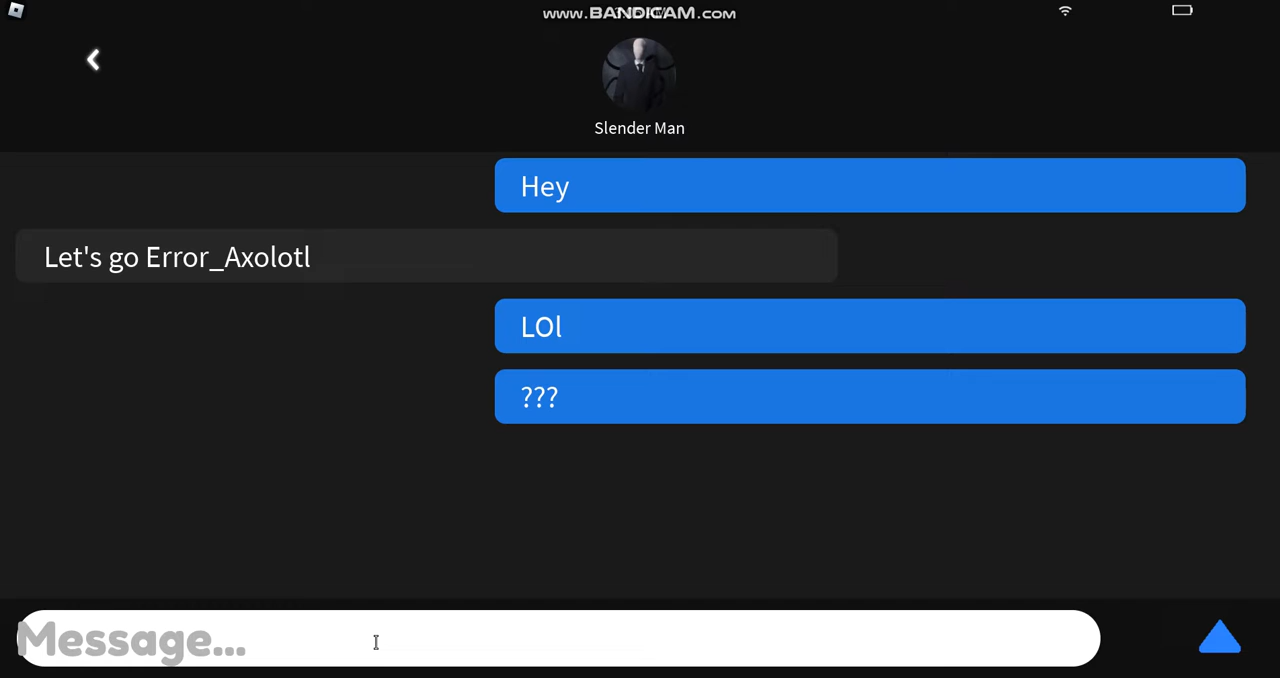 www.BANDICAM.com
Slender Man
Hey
Let's go Error_Axolotl
LOl
???
Message...